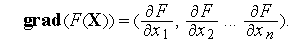 grad(F(X)) = (∂F/∂x₁, ∂F/∂x₂ ... ∂F/∂xₙ).